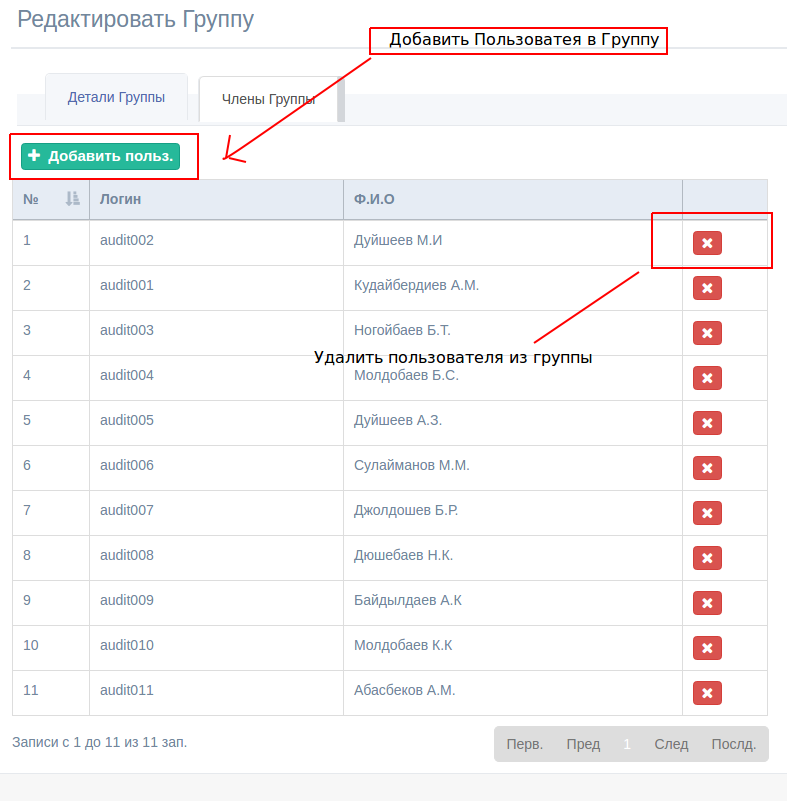 Редактировать Группу
Добавить Пользоватея в Группу
Детали Группы
Члены Группы
Добавить польз.
№ Логин Ф.И.О
1 audit002 Дуйшеев М.И
2 audit001 Кудайбердиев А.М.
3 audit003 Ногойбаев Б.Т.
Удалить пользователя из группы
4 audit004 Молдобаев Б.С.
5 audit005 Дуйшеев А.З.
6 audit006 Сулайманов М.М.
7 audit007 Джолдошев Б.Р.
8 audit008 Дюшебаев Н.К.
9 audit009 Байдылдаев А.К
10 audit010 Молдобаев К.К
11 audit011 Абасбеков А.М.
Записи с 1 до 11 из 11 зап.
Перв. Пред 1 След Послд.